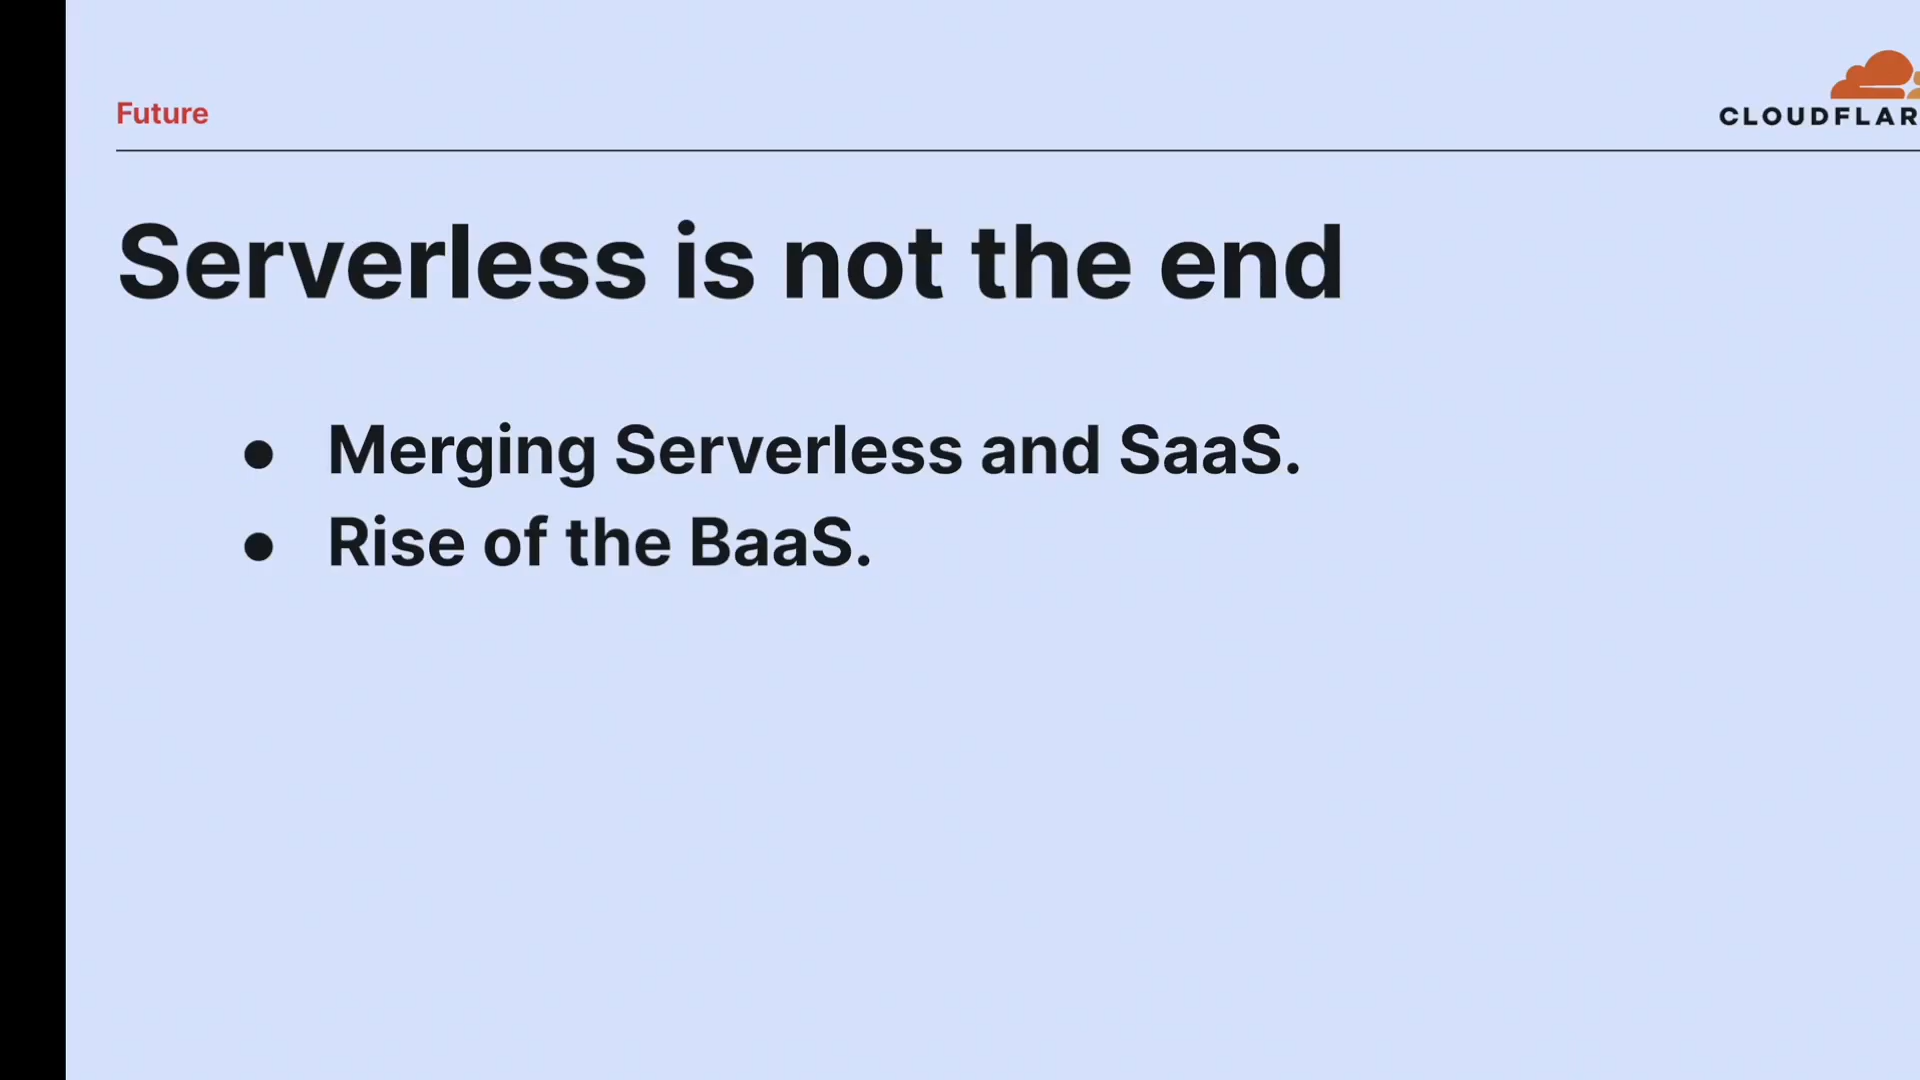 Future
CLOUDFLAR
Serverless is not the end
● Merging Serverless and SaaS.
● Rise of the BaaS.